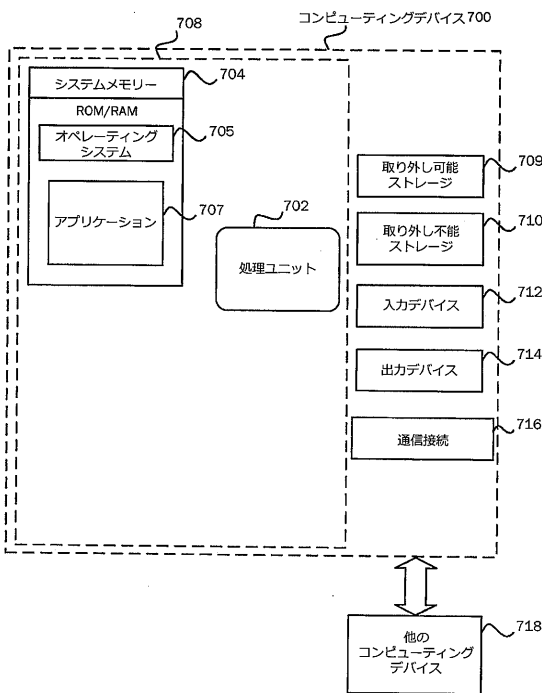 コンピューティングデバイス700
708
システムメモリー
704
ROM/RAM
オペレーティング
システム
705
アプリケーション
707
702
処理ユニット
取り外し可能
ストレージ
709
取り外し不能
ストレージ
710
入力デバイス
712
出力デバイス
714
通信接続
716
他の
コンピューティング
デバイス
718